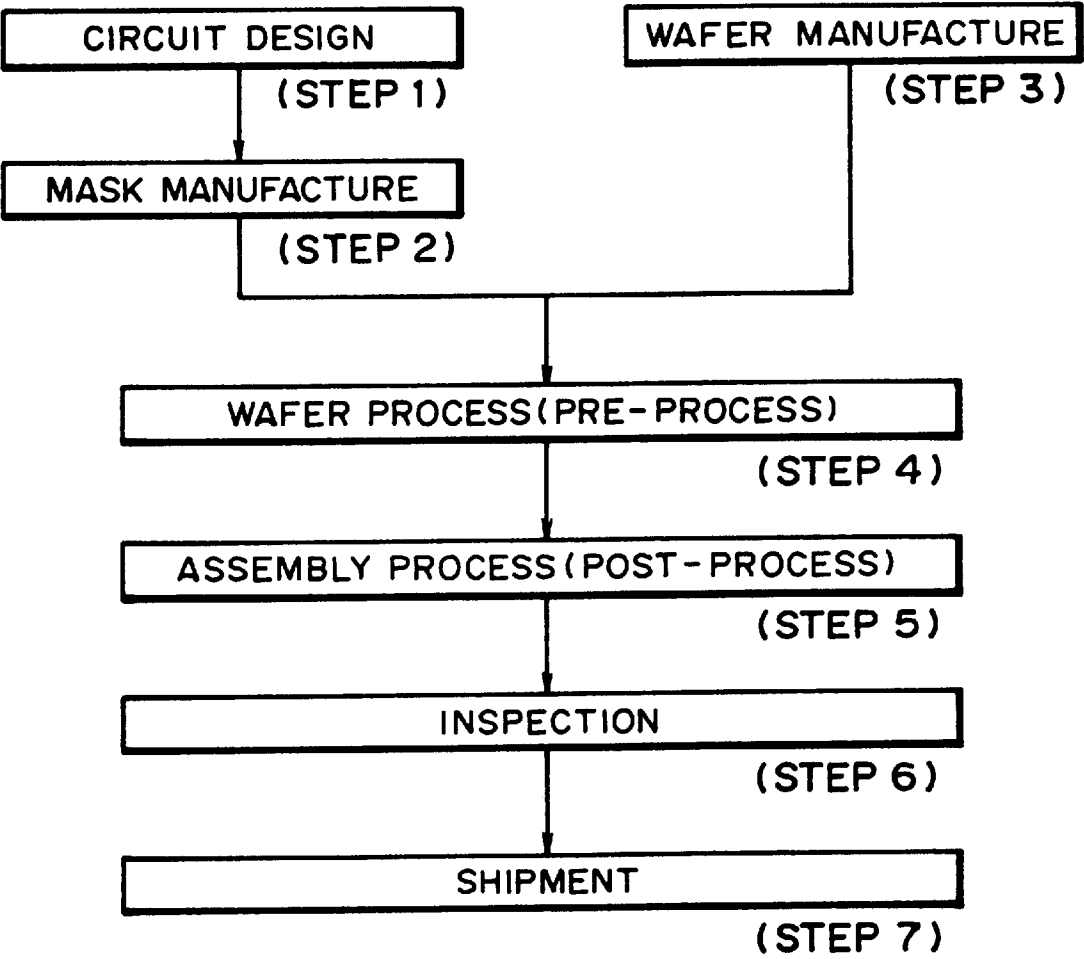 CIRCUIT DESIGN
(STEP 1)
WAFER MANUFACTURE
(STEP 3)
MASK MANUFACTURE
(STEP 2)
WAFER PROCESS(PRE-PROCESS)
(STEP 4)
ASSEMBLY PROCESS(POST-PROCESS)
(STEP 5)
INSPECTION
(STEP 6)
SHIPMENT
(STEP 7)